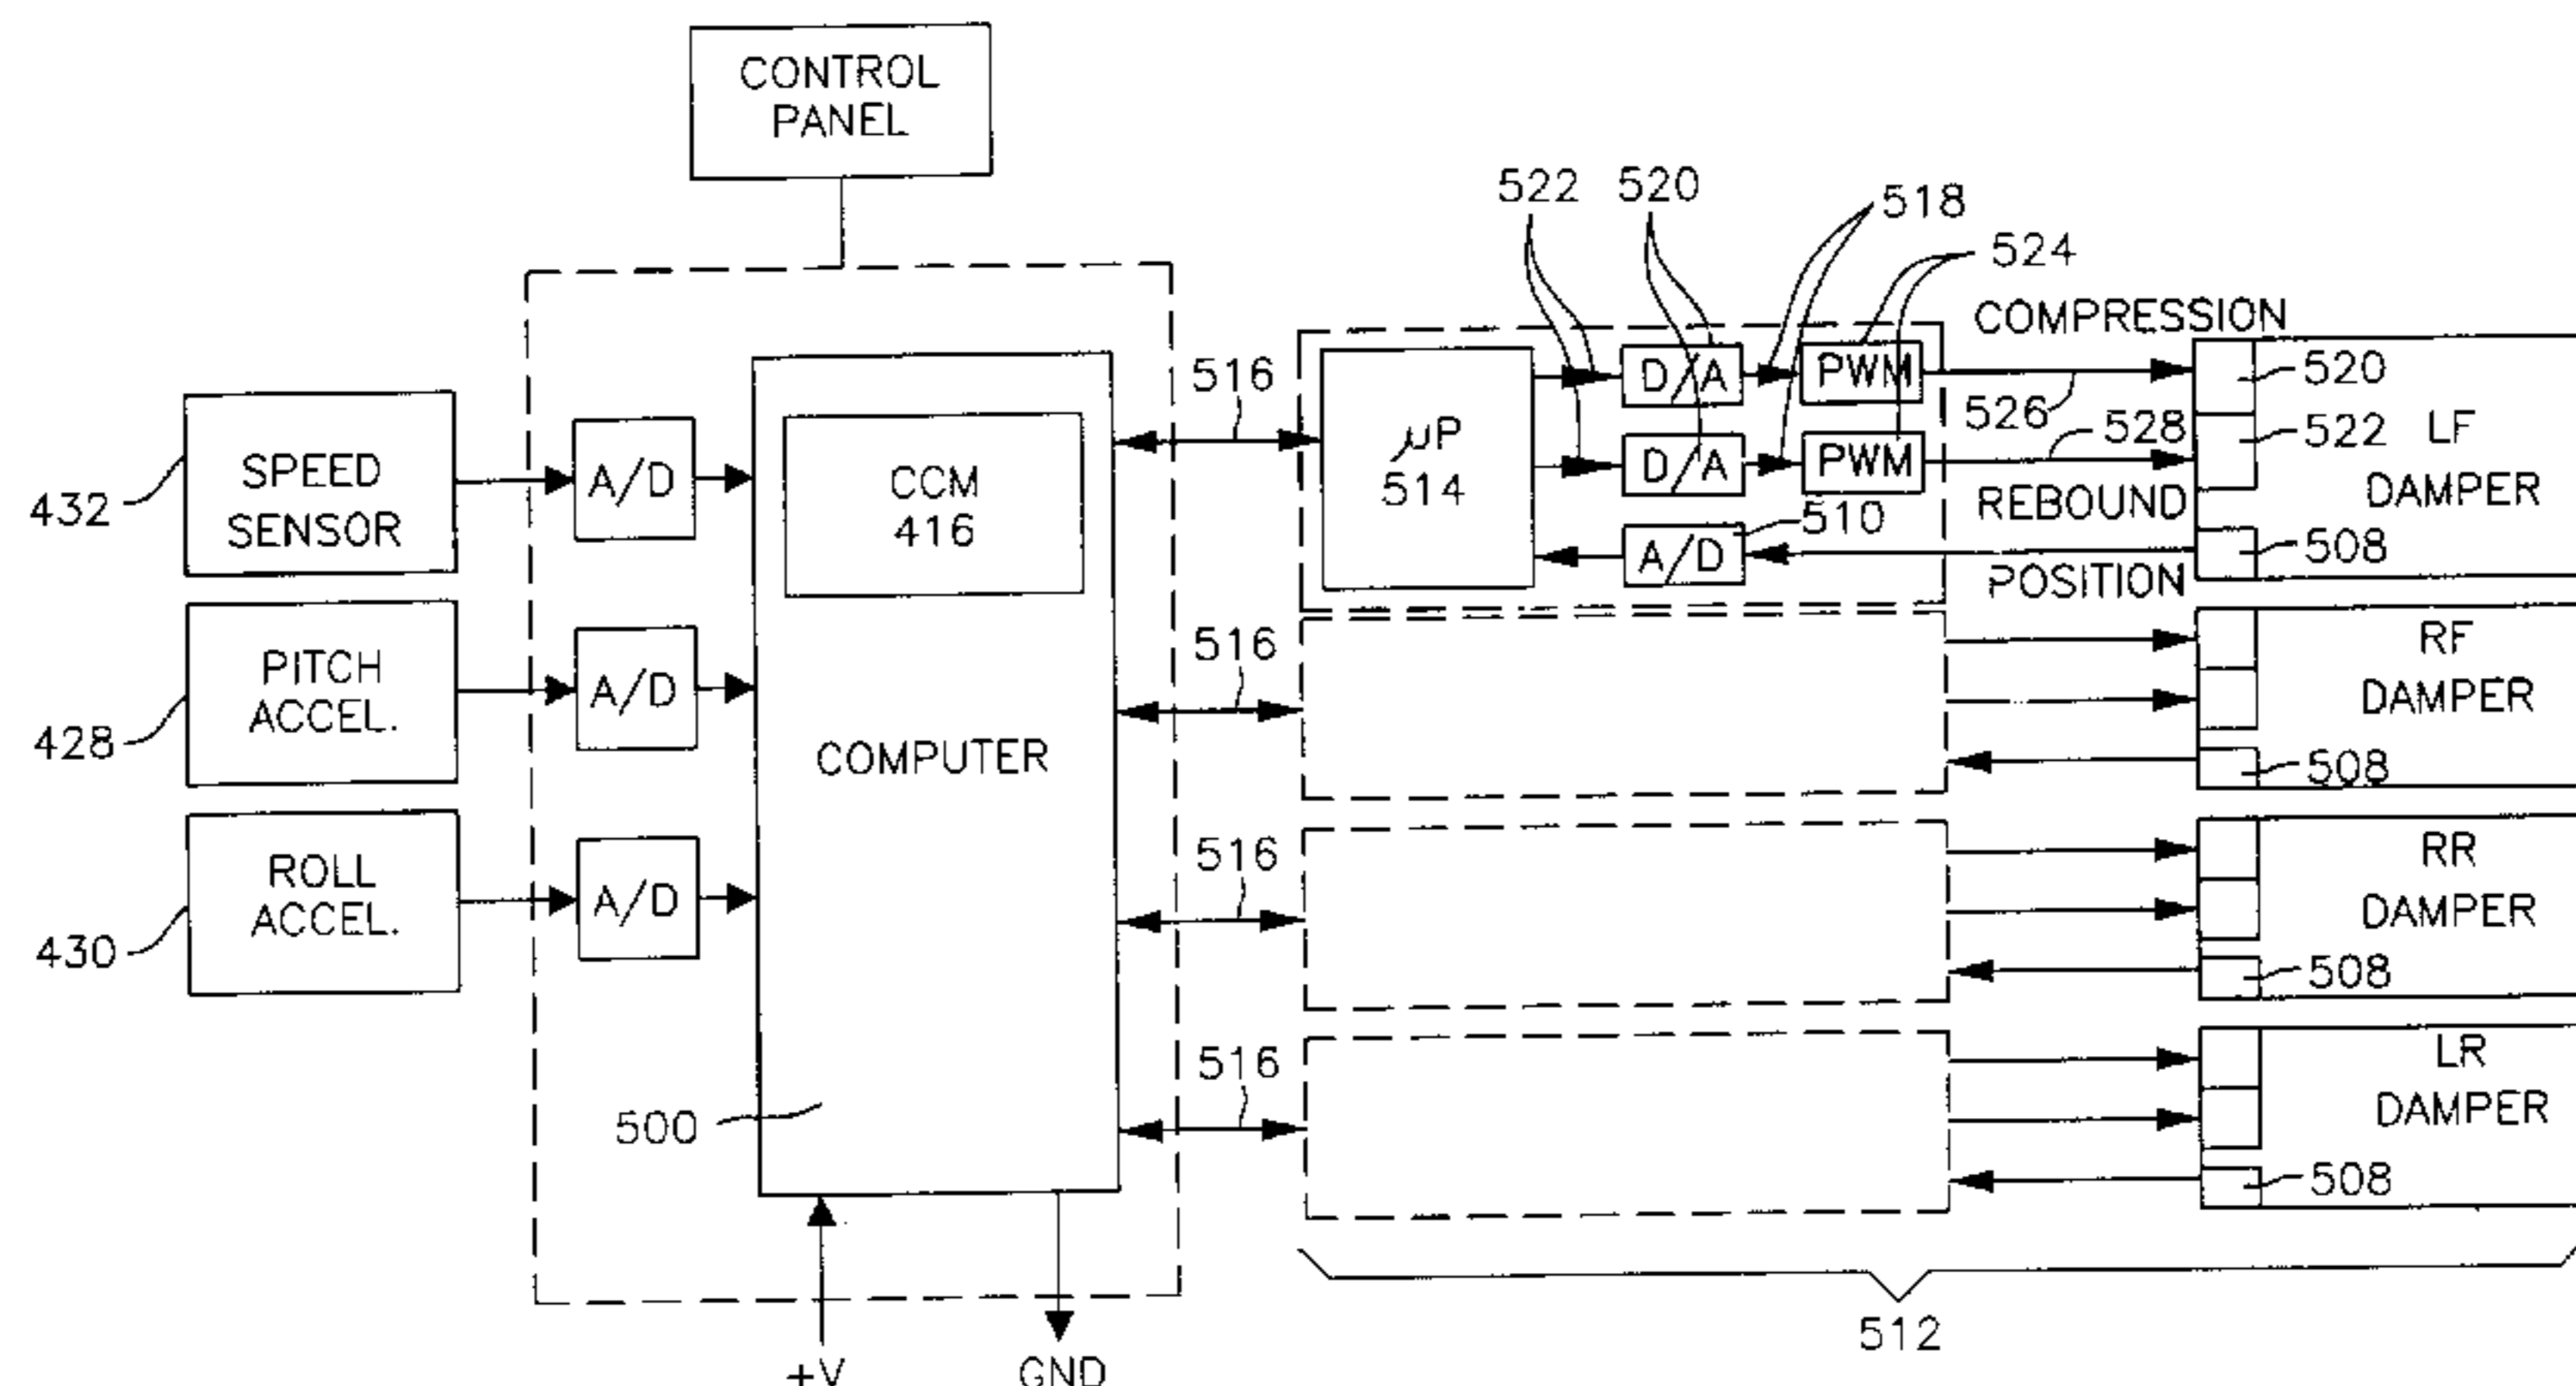 CONTROL
PANEL
522
520
518
524
COMPRESSION
516
D/A
PWM
526
520
432
SPEED
SENSOR
A/D
CCM
416
µP
514
D/A
PWM
528
522
LF
DAMPER
REBOUND
A/D
510
508
POSITION
428
PITCH
ACCEL.
A/D
COMPUTER
516
RF
DAMPER
508
430
ROLL
ACCEL.
A/D
516
RR
DAMPER
508
500
516
LR
DAMPER
508
512
+V
GND